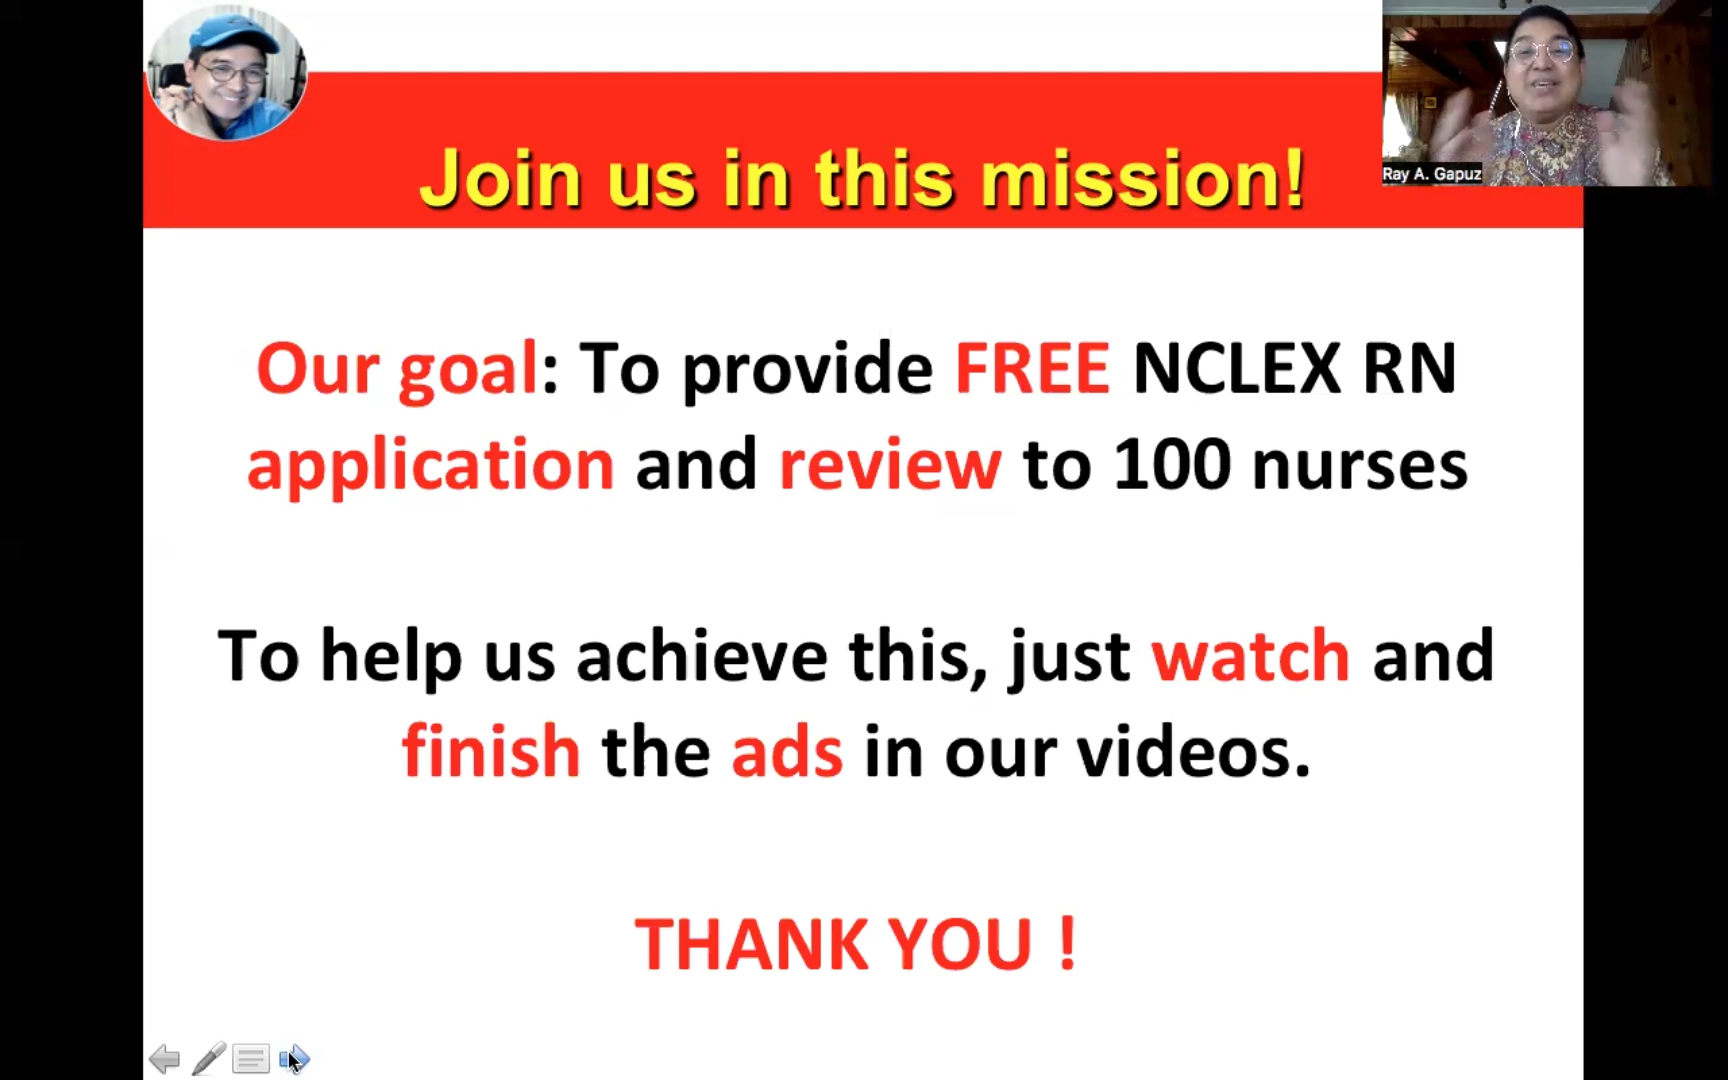 Join us in this mission!
Ray A. Gapuz
Our goal: To provide FREE NCLEX RN
application and review to 100 nurses
To help us achieve this, just watch and
finish the ads in our videos.
THANK YOU !